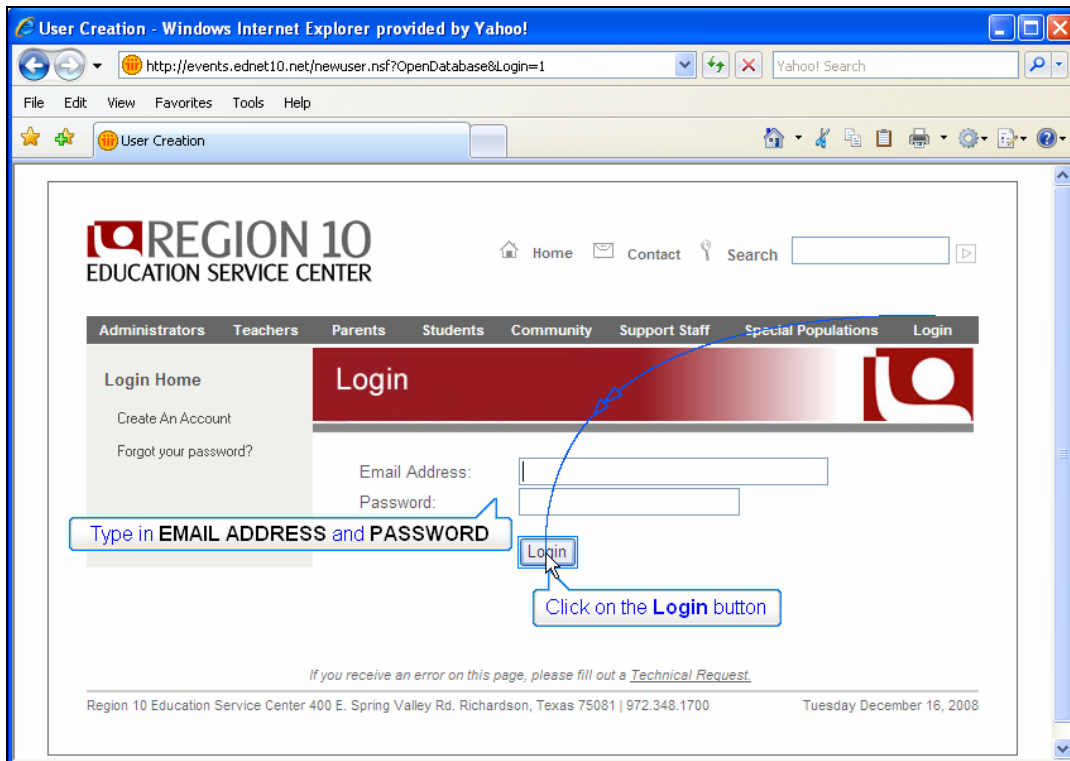 User Creation - Windows Internet Explorer provided by Yahoo!
http://events.ednet10.net/newuser.nsf?OpenDatabase&Login=1
Yahoo! Search
File Edit View Favorites Tools Help
User Creation
REGION 10
EDUCATION SERVICE CENTER
Home Contact Search
Administrators Teachers Parents Students Community Support Staff Special Populations Login
Login Home
Login
Create An Account
Forgot your password?
Email Address:
Password:
Type in EMAIL ADDRESS and PASSWORD
Login
Click on the Login button
If you receive an error on this page, please fill out a Technical Request.
Region 10 Education Service Center 400 E. Spring Valley Rd. Richardson, Texas 75081 | 972.348.1700 Tuesday December 16, 2008